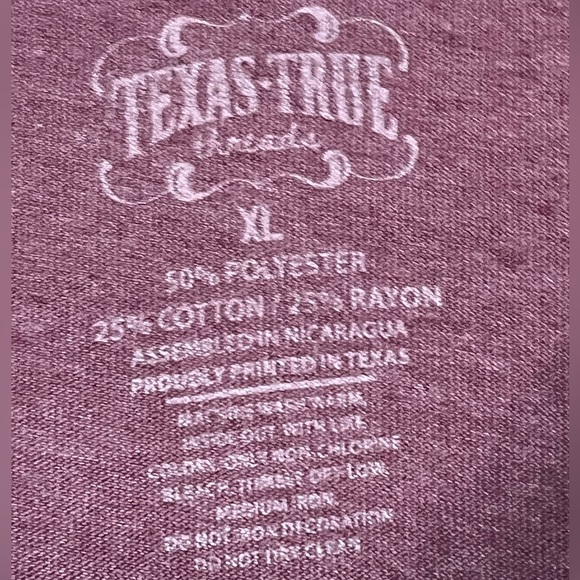 TEXAS-TRUE
threads
XL
50% POLYESTER
25% COTTON / 25% RAYON
ASSEMBLED IN NICARAGUA
PROUDLY PRINTED IN TEXAS
MACHINE WASH WARM,
INSIDE OUT WITH LIKE
COLORS. ONLY NON-CHLORINE
BLEACH. TUMBLE DRY LOW.
MEDIUM IRON.
DO NOT IRON DECORATION
DO NOT DRY CLEAN